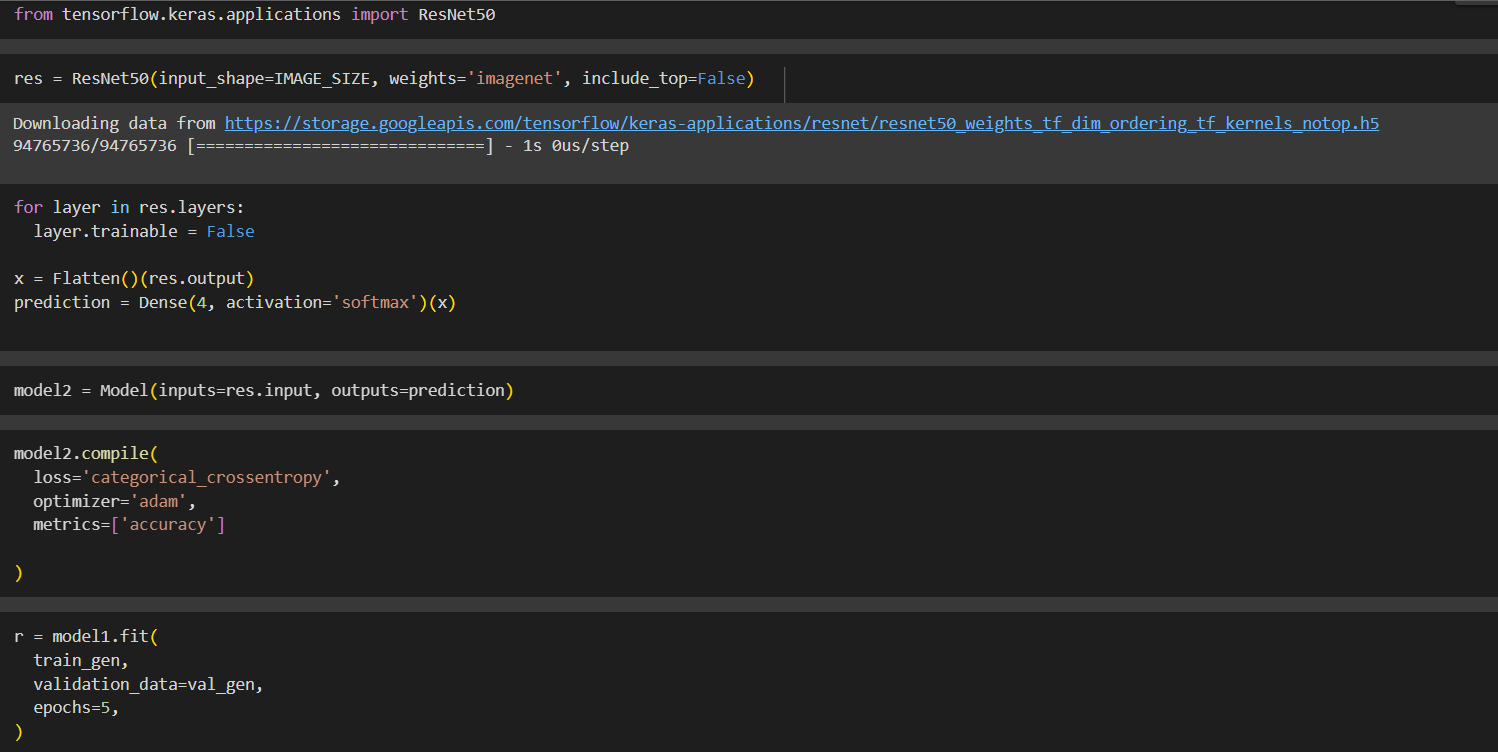 from tensorflow.keras.applications import ResNet50
res = ResNet50(input_shape=IMAGE_SIZE, weights='imagenet', include_top=False)
Downloading data from https://storage.googleapis.com/tensorflow/keras-applications/resnet/resnet50_weights_tf_dim_ordering_tf_kernels_notop.h5
94765736/94765736 [==============================] - 1s 0us/step
for layer in res.layers:
  layer.trainable = False
x = Flatten()(res.output)
prediction = Dense(4, activation='softmax')(x)
model2 = Model(inputs=res.input, outputs=prediction)
model2.compile(
  loss='categorical_crossentropy',
  optimizer='adam',
  metrics=['accuracy']
)
r = model1.fit(
  train_gen,
  validation_data=val_gen,
  epochs=5,
)